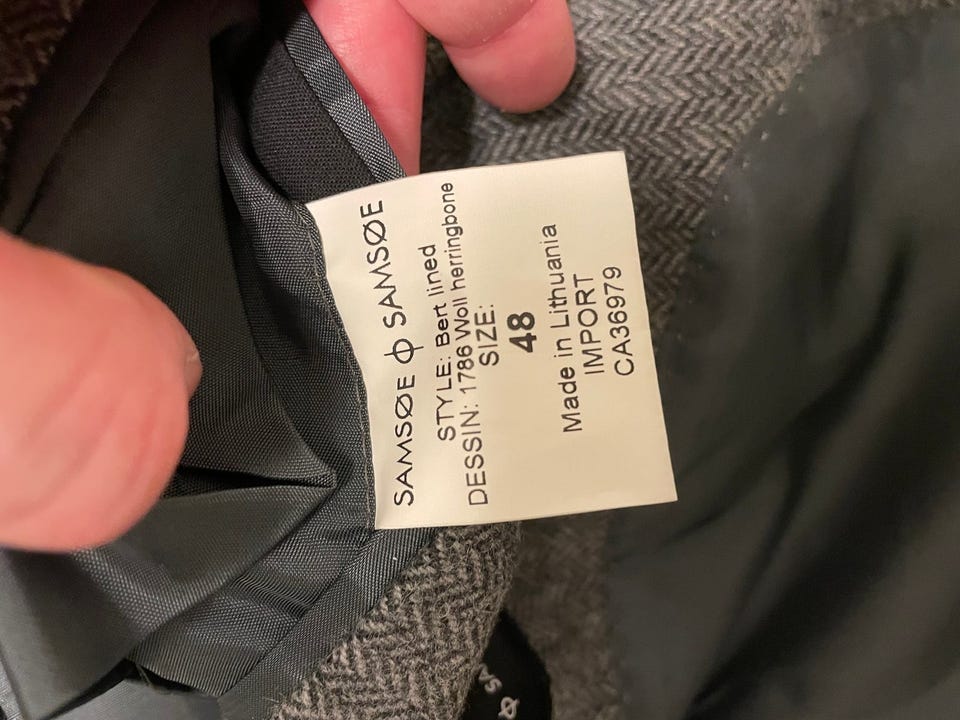 SAMSØE ϕ SAMSØE
STYLE: Bert lined
DESSIN: 1786 Woll herringbone
SIZE:
48
Made in Lithuania
IMPORT
CA36979